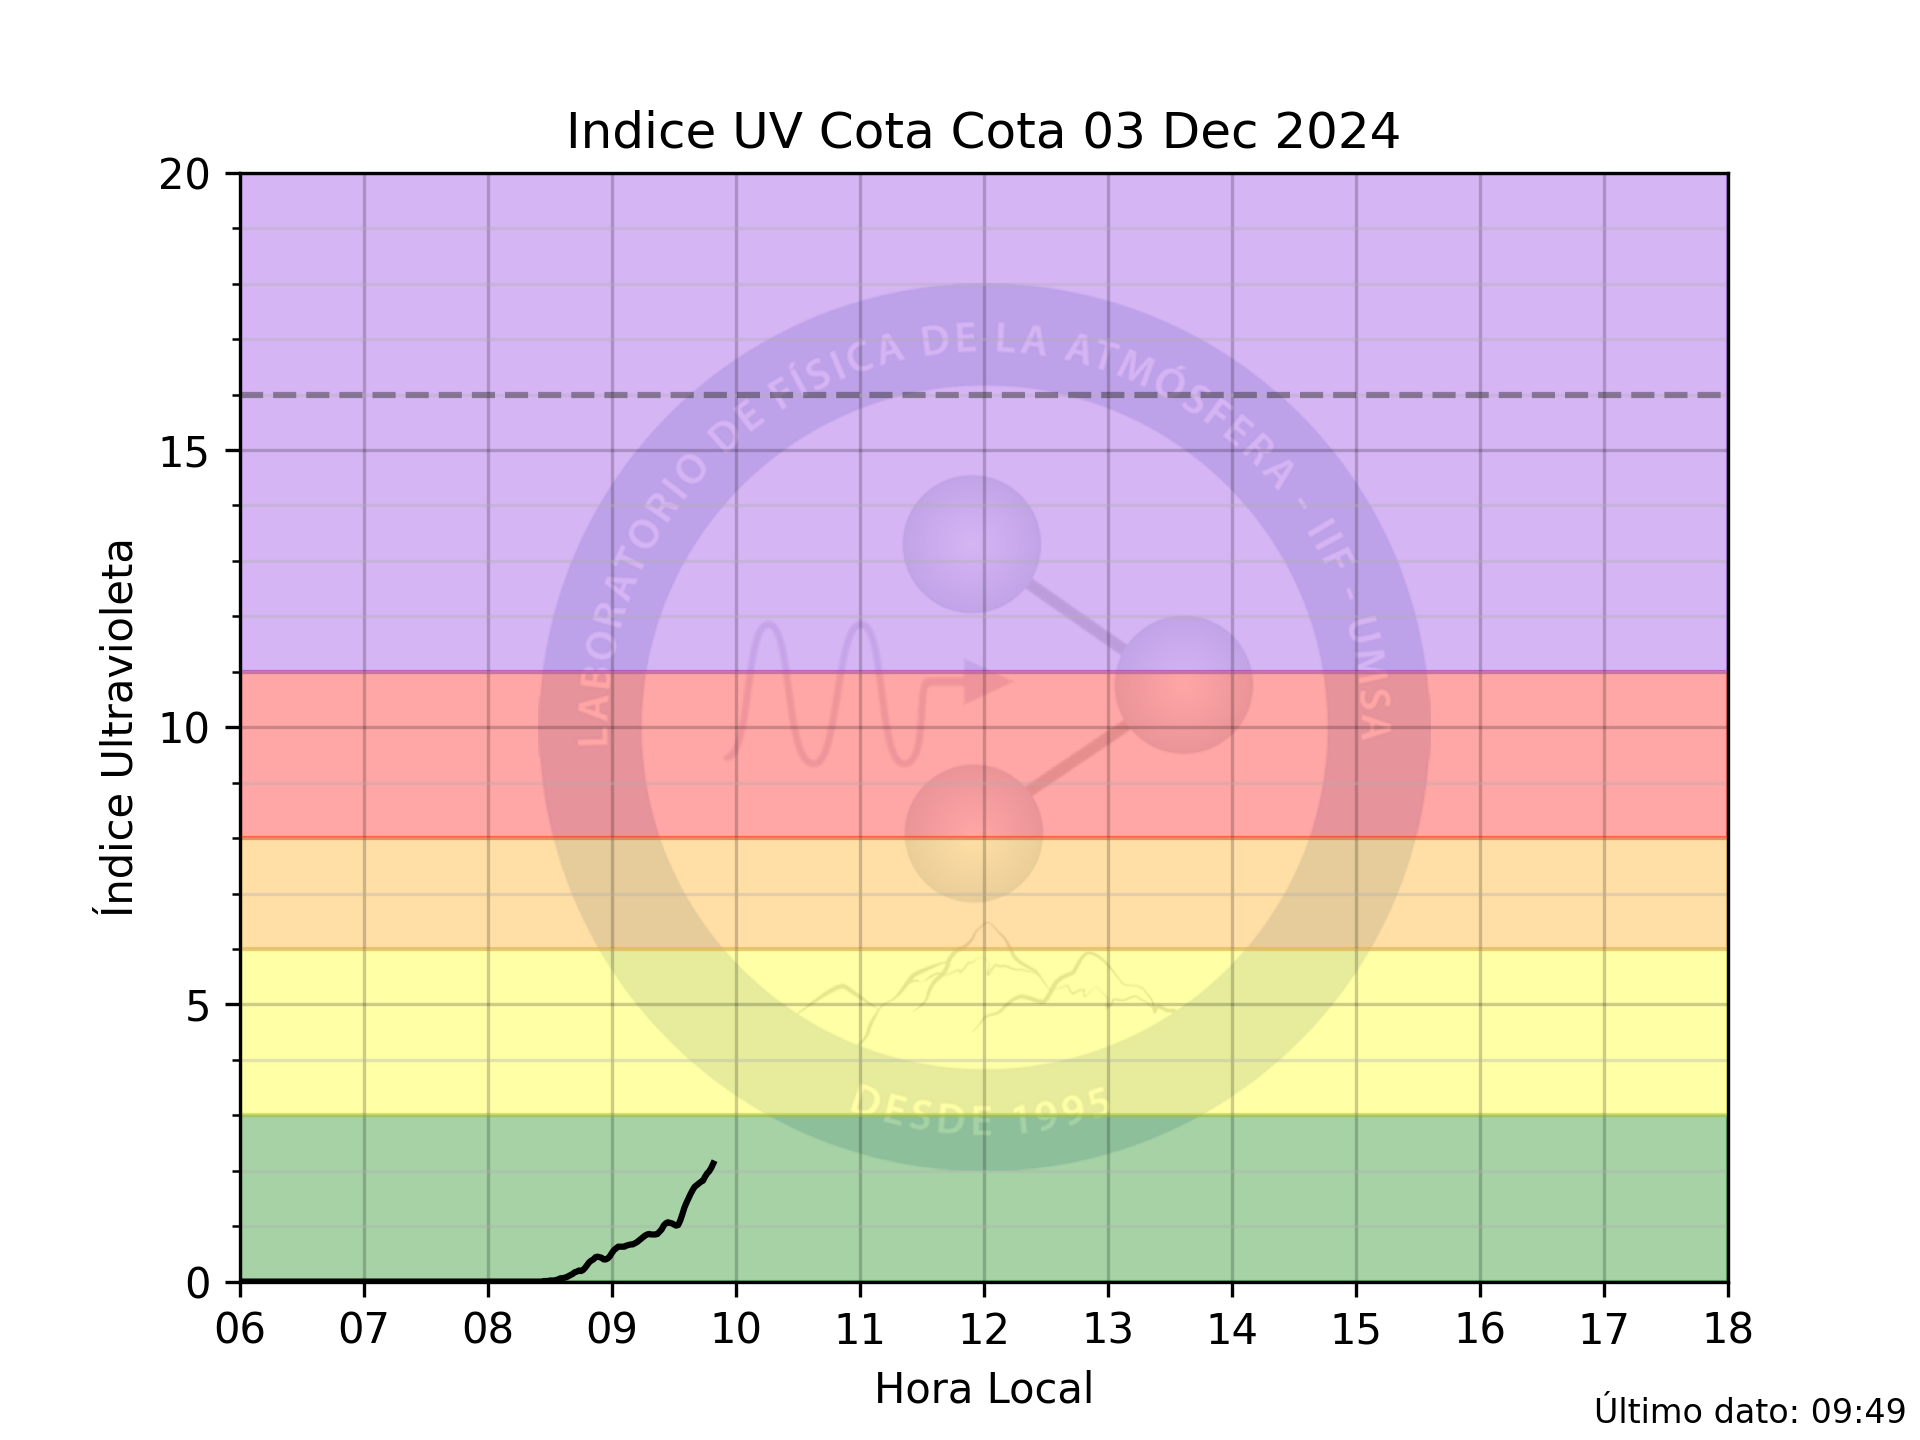 Indice UV Cota Cota 03 Dec 2024
20
15
10
5
0
Índice Ultravioleta
LABORATORIO DE FÍSICA DE LA ATMÓSFERA - IIF - UMSA
DESDE 1995
06 07 08 09 10 11 12 13 14 15 16 17 18
Hora Local
Último dato: 09:49